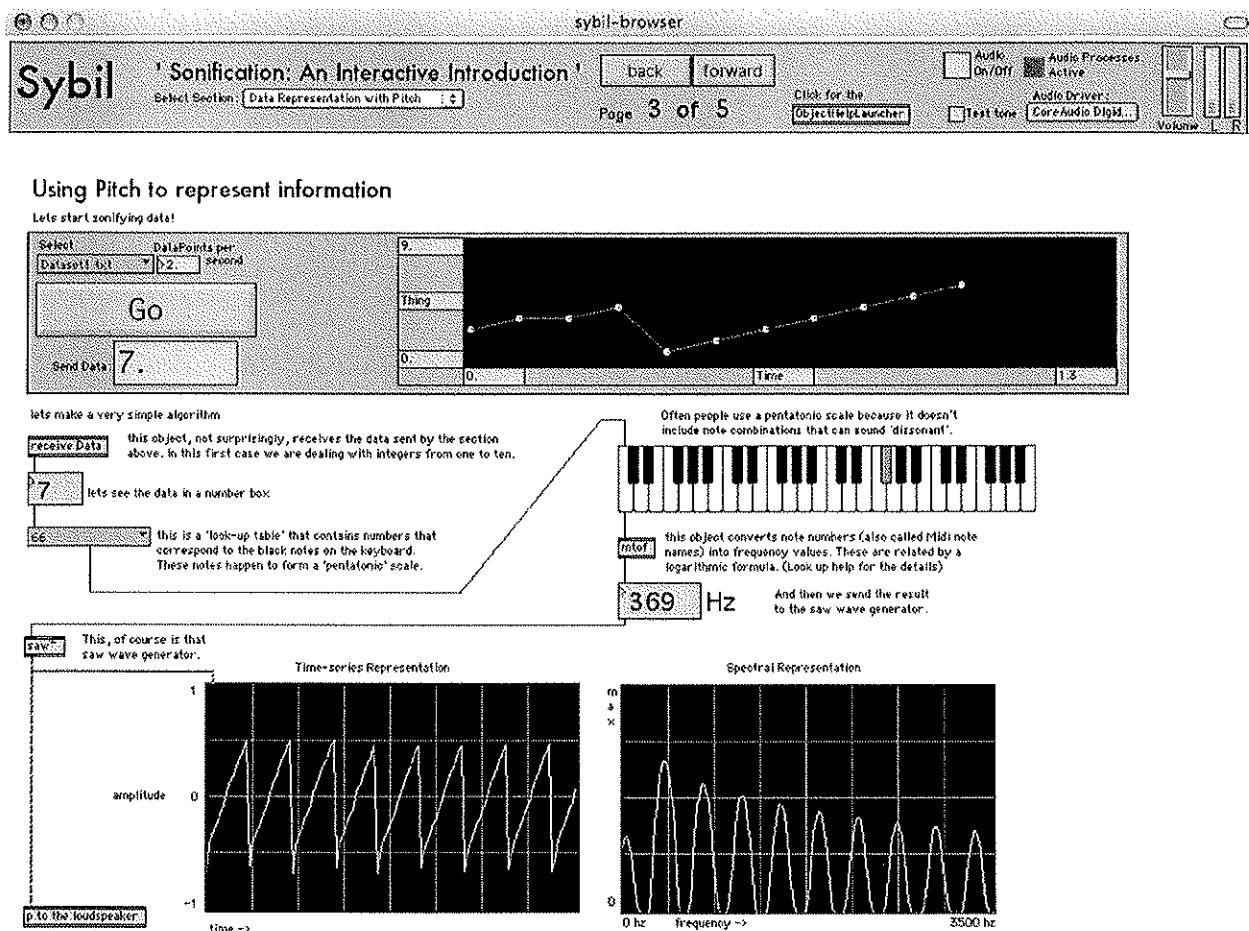 sybil-browser
Sybil
' Sonification: An Interactive Introduction '
Select Section: Data Representation with Pitch
back forward
Page 3 of 5
Click for the
ObjectHelpLauncher
Audio
On/Off
Audio Processes
Active
Test tone
Audio Driver:
CoreAudio Digid...
Volume L R
Using Pitch to represent information
Lets start sonifying data!
Select
Dataset1.txt
DataPoints per
second
2.
Go
Send Data: 7.
9.
Thing
0.
0. Time 1.3
lets make a very simple algorithm
receive Data
this object, not surprisingly, receives the data sent by the section
above. in this first case we are dealing with integers from one to ten.
7
lets see the data in a number box
66
this is a 'look-up table' that contains numbers that
correspond to the black notes on the keyboard.
These notes happen to form a 'pentatonic' scale.
Often people use a pentatonic scale because it doesn't
include note combinations that can sound 'dissonant'.
mtof
this object converts note numbers (also called Midi note
names) into frequency values. These are related by a
logarithmic formula. (Look up help for the details)
369 Hz
And then we send the result
to the saw wave generator.
saw~
This, of course is that
saw wave generator.
Time-series Representation
1
amplitude 0
-1
time ->
Spectral Representation
max
0
0 hz frequency -> 3500 hz
p to the loudspeaker